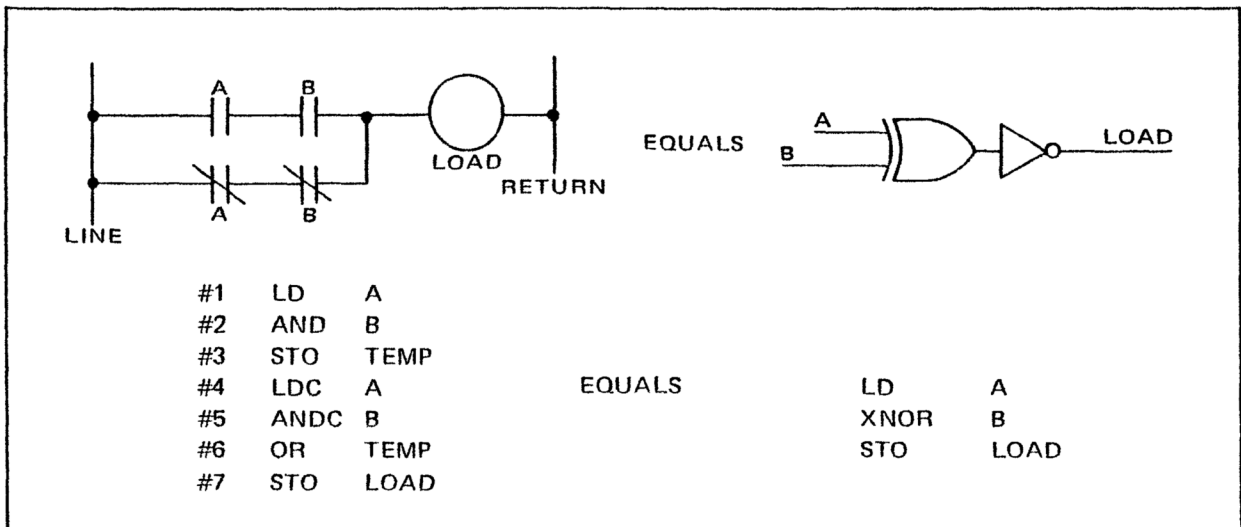 A B
LOAD
RETURN
A B
LINE
EQUALS
A
B
LOAD
#1 LD A
#2 AND B
#3 STO TEMP
#4 LDC A
#5 ANDC B
#6 OR TEMP
#7 STO LOAD
EQUALS
LD A
XNOR B
STO LOAD